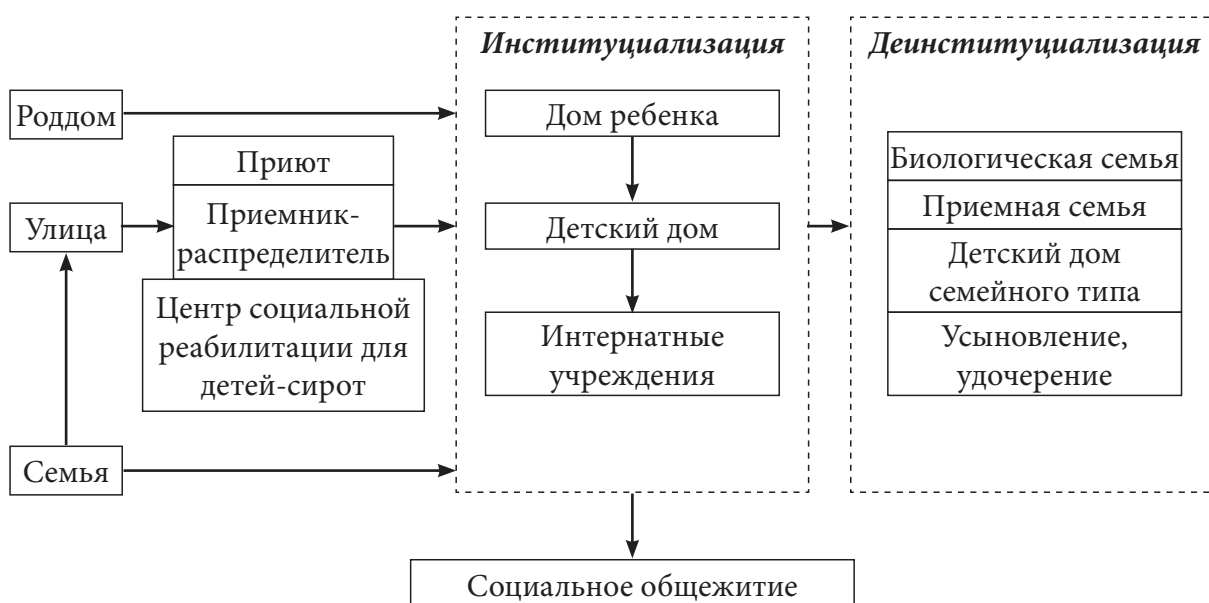 Институциализация
Деинституциализация
Роддом
Улица
Семья
Приют
Приемник-
распределитель
Центр социальной
реабилитации для
детей-сирот
Дом ребенка
Детский дом
Интернатные
учреждения
Биологическая семья
Приемная семья
Детский дом
семейного типа
Усыновление,
удочерение
Социальное общежитие